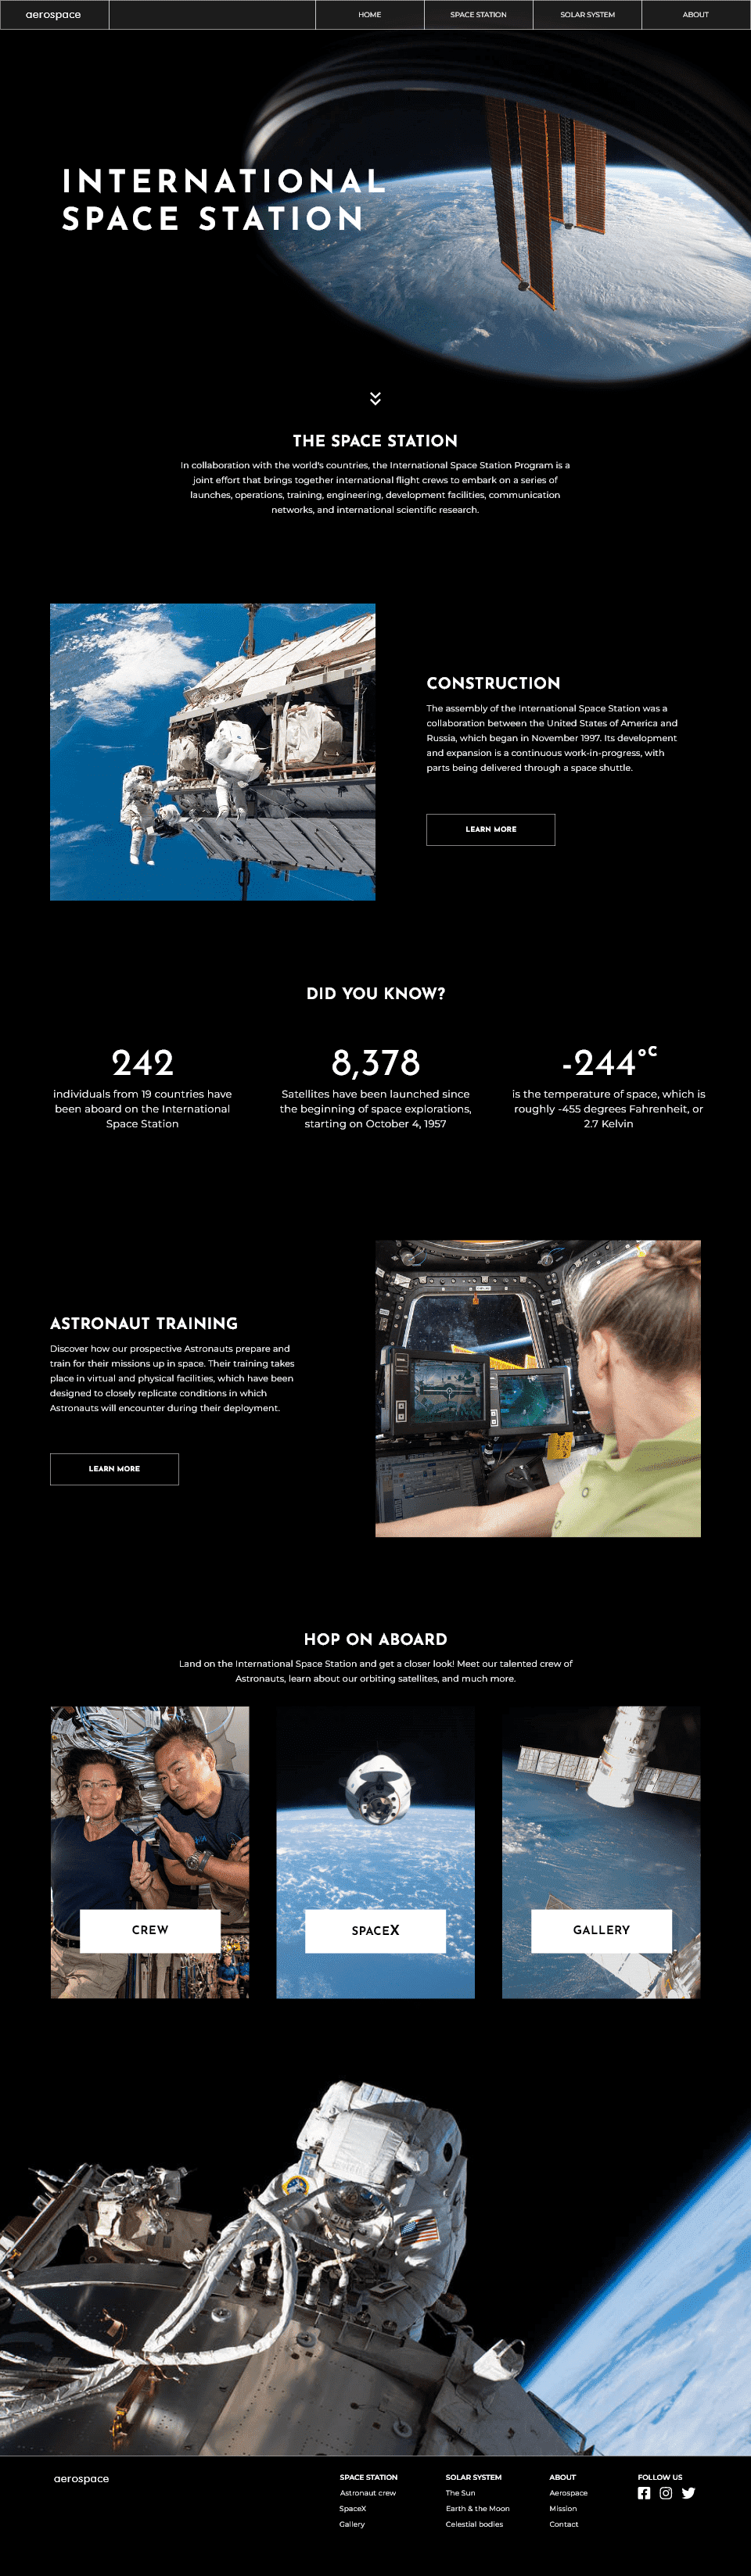 aerospace
HOME
SPACE STATION
SOLAR SYSTEM
ABOUT
INTERNATIONAL
SPACE STATION
THE SPACE STATION
In collaboration with the world's countries, the International Space Station Program is a
joint effort that brings together international flight crews to embark on a series of
launches, operations, training, engineering, development facilities, communication
networks, and international scientific research.
CONSTRUCTION
The assembly of the International Space Station was a
collaboration between the United States of America and
Russia, which began in November 1997. Its development
and expansion is a continuous work-in-progress, with
parts being delivered through a space shuttle.
LEARN MORE
DID YOU KNOW?
242
individuals from 19 countries have
been aboard on the International
Space Station
8,378
Satellites have been launched since
the beginning of space explorations,
starting on October 4, 1957
-244°C
is the temperature of space, which is
roughly -455 degrees Fahrenheit, or
2.7 Kelvin
ASTRONAUT TRAINING
Discover how our prospective Astronauts prepare and
train for their missions up in space. Their training takes
place in virtual and physical facilities, which have been
designed to closely replicate conditions in which
Astronauts will encounter during their deployment.
LEARN MORE
HOP ON ABOARD
Land on the International Space Station and get a closer look! Meet our talented crew of
Astronauts, learn about our orbiting satellites, and much more.
CREW
SPACEX
GALLERY
aerospace
SPACE STATION
Astronaut crew
SpaceX
Gallery
SOLAR SYSTEM
The Sun
Earth & the Moon
Celestial bodies
ABOUT
Aerospace
Mission
Contact
FOLLOW US